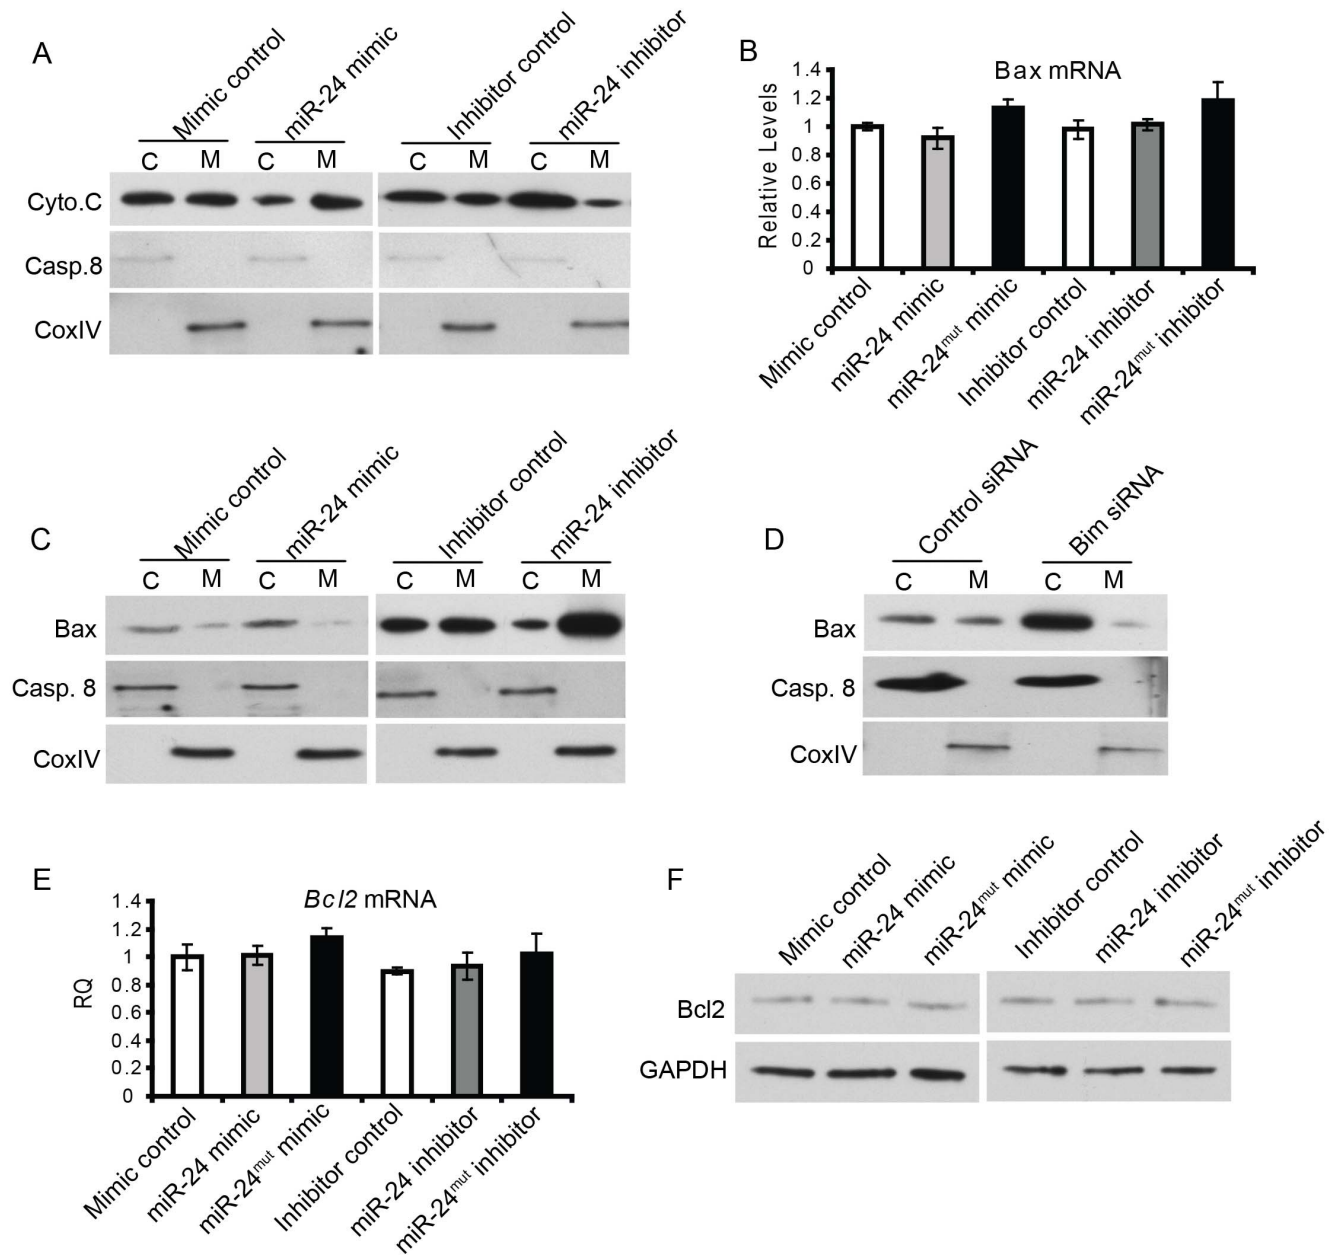 A
Mimic control
miR-24 mimic
Inhibitor control
miR-24 inhibitor
C M C M C M C M
Cyto.C
Casp.8
CoxIV
B
Bax mRNA
Relative Levels
1.4
1.2
1
0.8
0.6
0.4
0.2
0
Mimic control
miR-24 mimic
miR-24mut mimic
Inhibitor control
miR-24 inhibitor
miR-24mut inhibitor
C
Mimic control
miR-24 mimic
Inhibitor control
miR-24 inhibitor
C M C M C M C M
Bax
Casp. 8
CoxIV
D
Control siRNA
Bim siRNA
C M C M
Bax
Casp. 8
CoxIV
E
Bcl2 mRNA
RQ
1.4
1.2
1
0.8
0.6
0.4
0.2
0
Mimic control
miR-24 mimic
miR-24mut mimic
Inhibitor control
miR-24 inhibitor
miR-24mut inhibitor
F
Mimic control
miR-24 mimic
miR-24mut mimic
Inhibitor control
miR-24 inhibitor
miR-24mut inhibitor
Bcl2
GAPDH